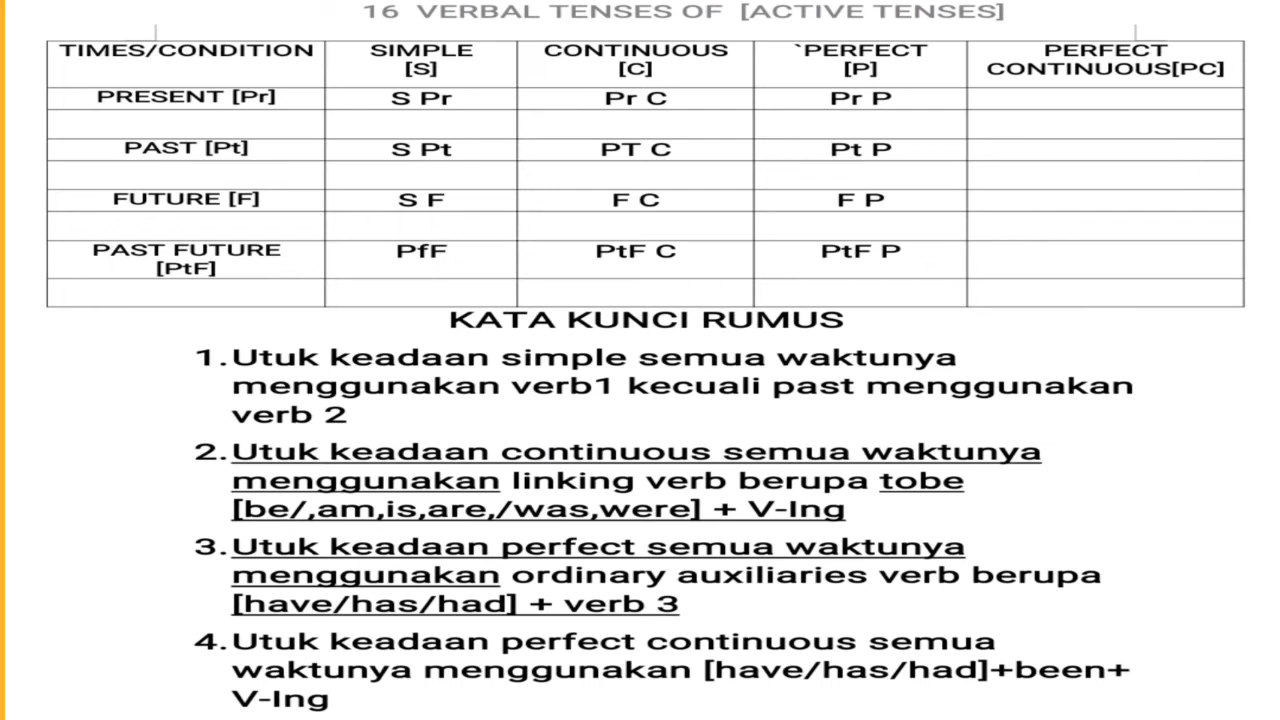 16 VERBAL TENSES OF [ACTIVE TENSES]
TIMES/CONDITION SIMPLE [S] CONTINUOUS [C] `PERFECT [P] PERFECT CONTINUOUS[PC]
PRESENT [Pr] S Pr Pr C Pr P
PAST [Pt] S Pt PT C Pt P
FUTURE [F] S F F C F P
PAST FUTURE [PtF] PfF PtF C PtF P
KATA KUNCI RUMUS
1. Utuk keadaan simple semua waktunya
menggunakan verb1 kecuali past menggunakan
verb 2
2. Utuk keadaan continuous semua waktunya
menggunakan linking verb berupa tobe
[be/,am,is,are,/was,were] + V-Ing
3. Utuk keadaan perfect semua waktunya
menggunakan ordinary auxiliaries verb berupa
[have/has/had] + verb 3
4. Utuk keadaan perfect continuous semua
waktunya menggunakan [have/has/had]+been+
V-Ing